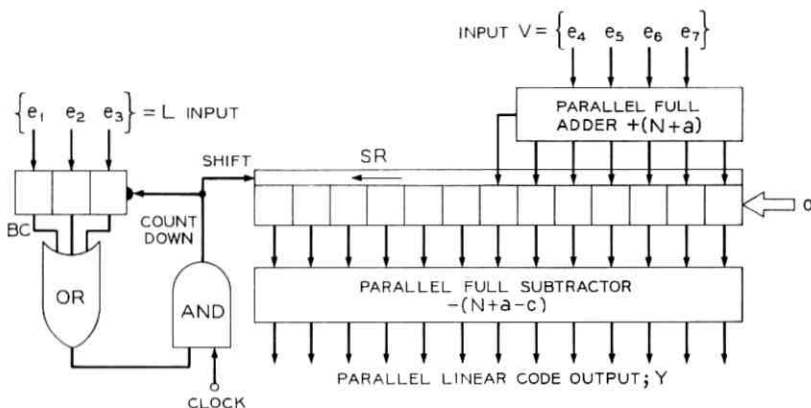 INPUT V = {e4 e5 e6 e7}
{e1 e2 e3} = L INPUT
PARALLEL FULL
ADDER +(N+a)
SHIFT
SR
BC
COUNT
DOWN
0
OR
AND
PARALLEL FULL SUBTRACTOR
-(N+a-c)
CLOCK
PARALLEL LINEAR CODE OUTPUT; Y